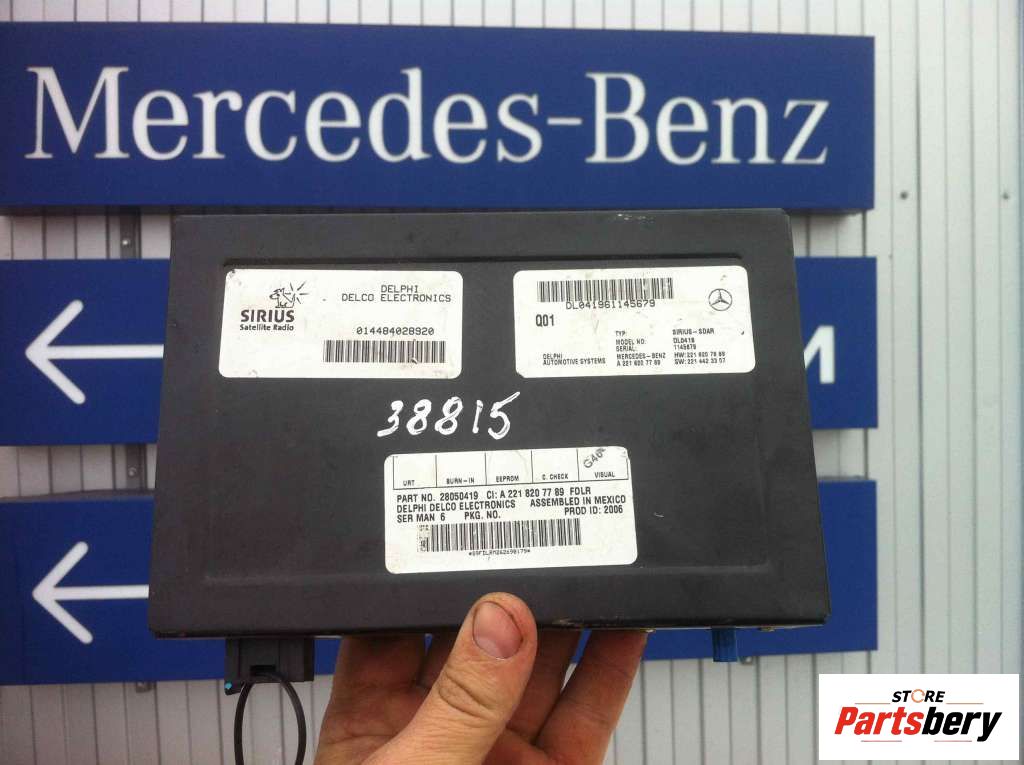 Mercedes-Benz
SIRIUS
Satellite Radio
DELPHI
DELCO ELECTRONICS
014484028920
DL041961145679
Q01
TYP: SIRIUS-SDAR
MODEL NO: DL0419
SERIAL: 1145679
DELPHI
AUTOMOTIVE SYSTEMS
MERCEDES-BENZ
A 221 820 77 89
HW: 221 820 78 89
SW: 221 442 33 57
38815
URT BURN-IN EEPROM C. CHECK VISUAL
PART NO. 28050419 CI: A 221 820 77 89 FDLR
DELPHI DELCO ELECTRONICS ASSEMBLED IN MEXICO
SER MAN 6 PKG. NO. PROD ID: 2006
M
STORE
Partsbery